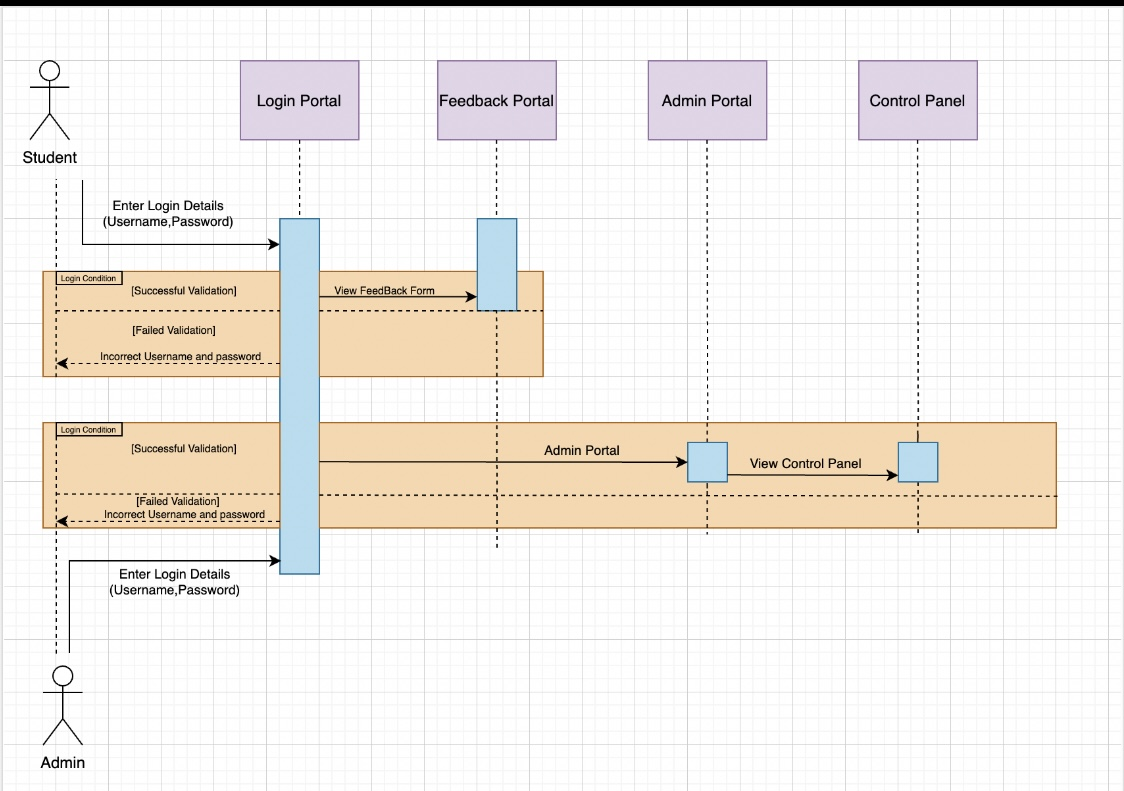 Login Portal
Feedback Portal
Admin Portal
Control Panel
Student
Enter Login Details
(Username,Password)
Login Condition
[Successful Validation]
View FeedBack Form
[Failed Validation]
Incorrect Username and password
Login Condition
[Successful Validation]
Admin Portal
View Control Panel
[Failed Validation]
Incorrect Username and password
Enter Login Details
(Username,Password)
Admin